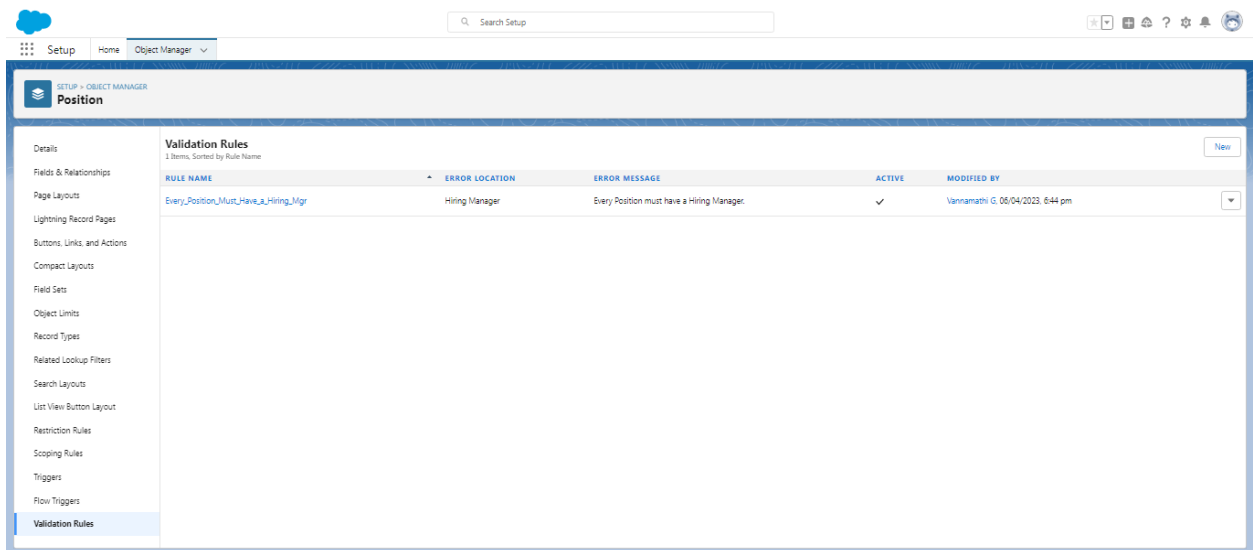 Search Setup
Setup
Home
Object Manager
SETUP > OBJECT MANAGER
Position
Details
Fields & Relationships
Page Layouts
Lightning Record Pages
Buttons, Links, and Actions
Compact Layouts
Field Sets
Object Limits
Record Types
Related Lookup Filters
Search Layouts
List View Button Layout
Restriction Rules
Scoping Rules
Triggers
Flow Triggers
Validation Rules
Validation Rules
1 Items, Sorted by Rule Name
New
RULE NAME ERROR LOCATION ERROR MESSAGE ACTIVE MODIFIED BY
Every_Position_Must_Have_a_Hiring_Mgr Hiring Manager Every Position must have a Hiring Manager. Vannamathi G, 06/04/2023, 6:44 pm